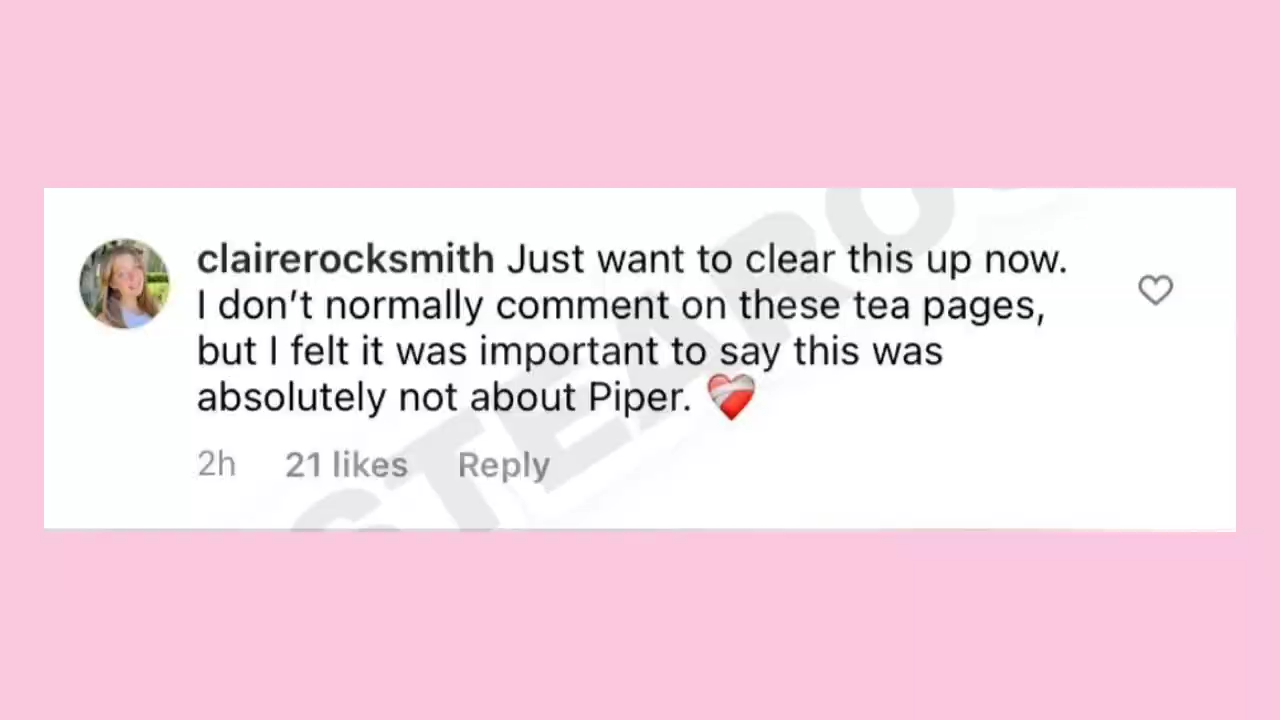 clairerocksmith Just want to clear this up now.
I don't normally comment on these tea pages,
but I felt it was important to say this was
absolutely not about Piper. ❤️‍🩹
2h 21 likes Reply